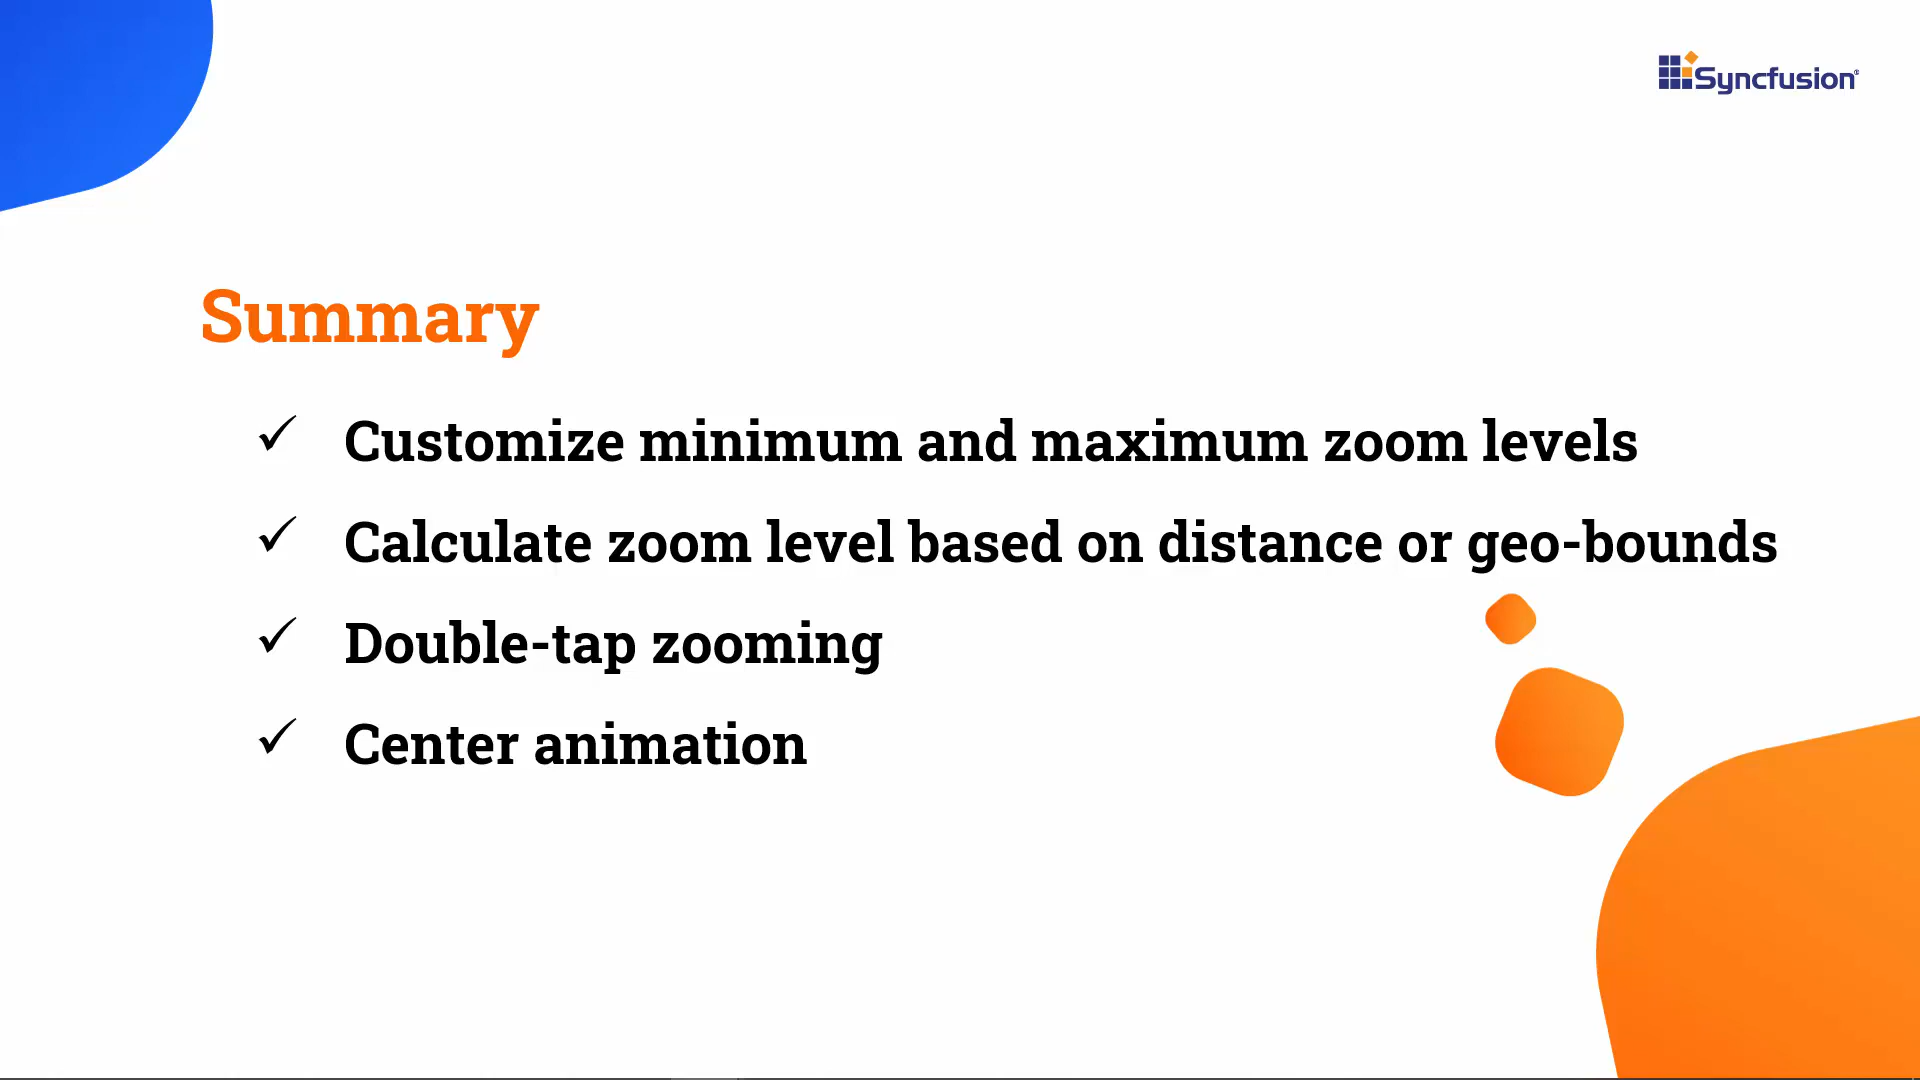 Syncfusion®
Summary
✓ Customize minimum and maximum zoom levels
✓ Calculate zoom level based on distance or geo-bounds
✓ Double-tap zooming
✓ Center animation